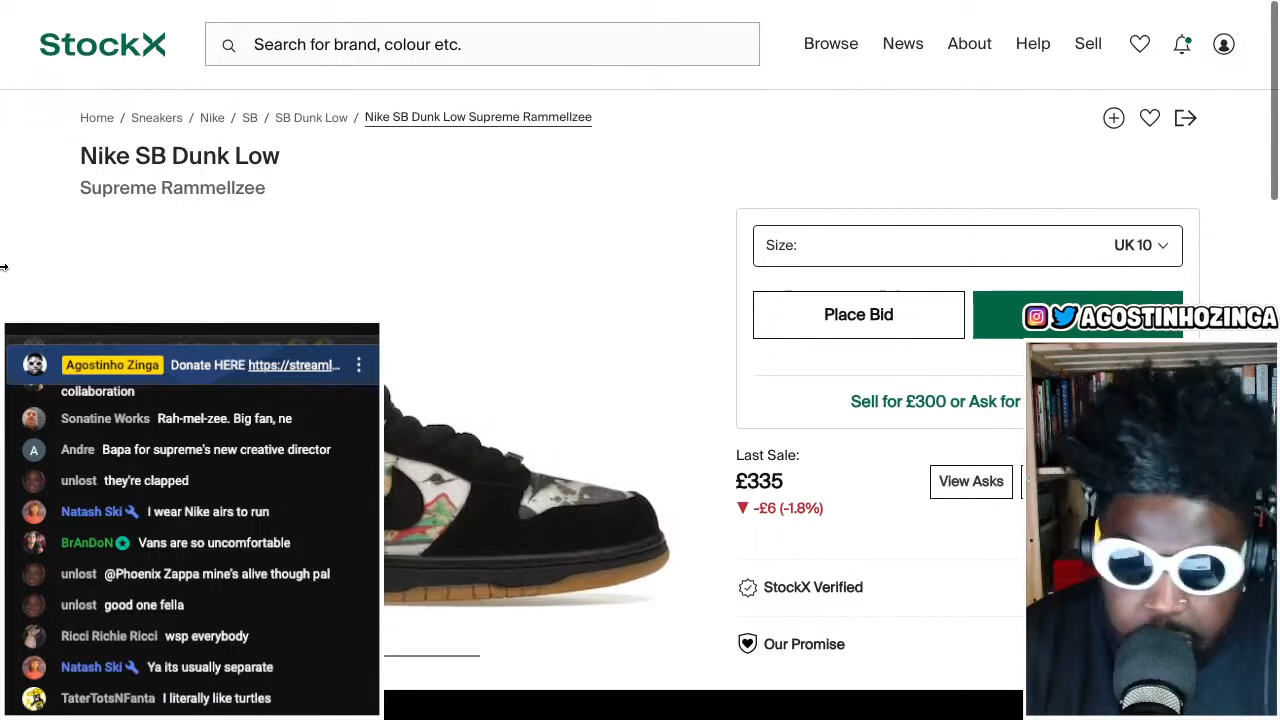 StockX
Search for brand, colour etc.
Browse
News
About
Help
Sell
Home / Sneakers / Nike / SB / SB Dunk Low / Nike SB Dunk Low Supreme Rammellzee
Nike SB Dunk Low
Supreme Rammellzee
Size:
UK 10
Place Bid
AGOSTINHOZINGA
Sell for £300 or Ask for
Last Sale:
£335
View Asks
▼ -£6 (-1.8%)
StockX Verified
Our Promise
Agostinho Zinga Donate HERE https://streaml...
collaboration
Sonatine Works Rah-mel-zee. Big fan, ne
A Andre Bapa for supreme's new creative director
unlost they're clapped
Natash Ski I wear Nike airs to run
BrAnDoN Vans are so uncomfortable
unlost @Phoenix Zappa mine's alive though pal
unlost good one fella
Ricci Richie Ricci wsp everybody
Natash Ski Ya its usually separate
TaterTotsNFanta I literally like turtles